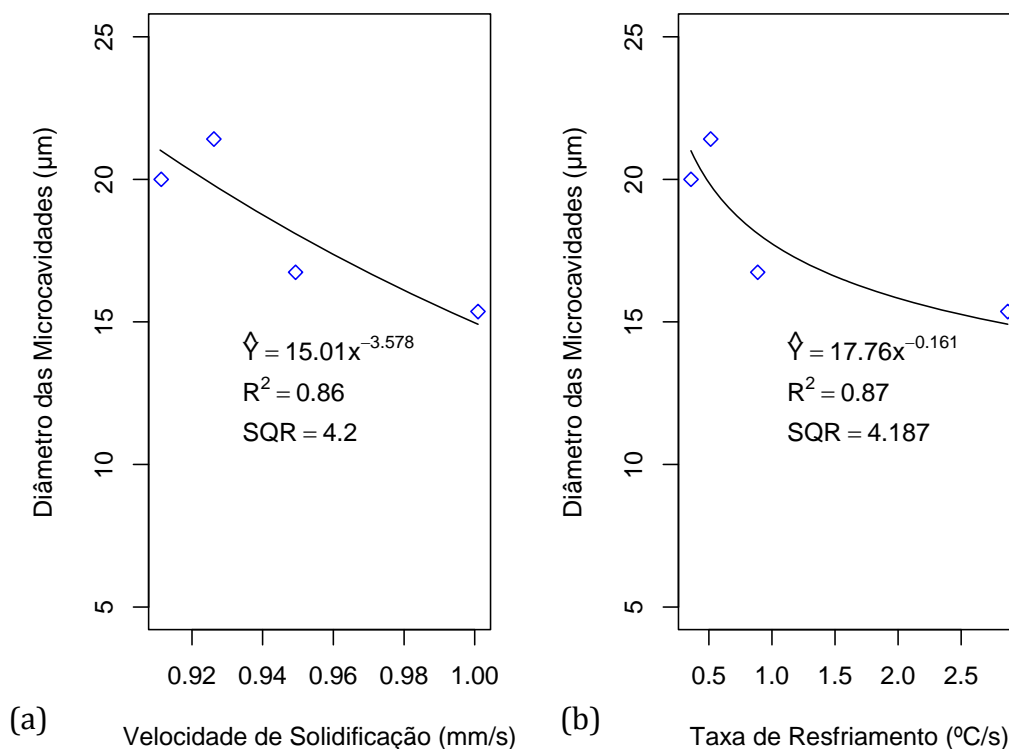 Diâmetro das Microcavidades (µm)
25
20
15
10
5
Ŷ = 15.01x^−3.578
R² = 0.86
SQR = 4.2
0.92 0.94 0.96 0.98 1.00
(a) Velocidade de Solidificação (mm/s)
Diâmetro das Microcavidades (µm)
25
20
15
10
5
Ŷ = 17.76x^−0.161
R² = 0.87
SQR = 4.187
0.5 1.0 1.5 2.0 2.5
(b) Taxa de Resfriamento (ºC/s)